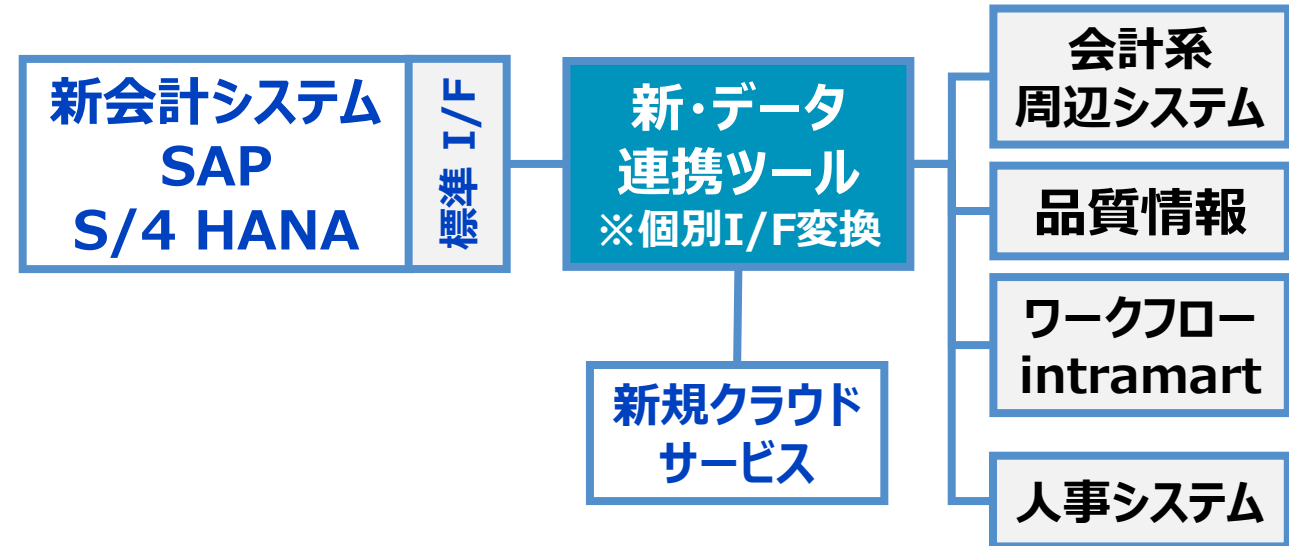 新会計システム
SAP
S/4 HANA
標準 I/F
新・データ
連携ツール
※個別I/F変換
新規クラウド
サービス
会計系
周辺システム
品質情報
ワークフロー
intramart
人事システム